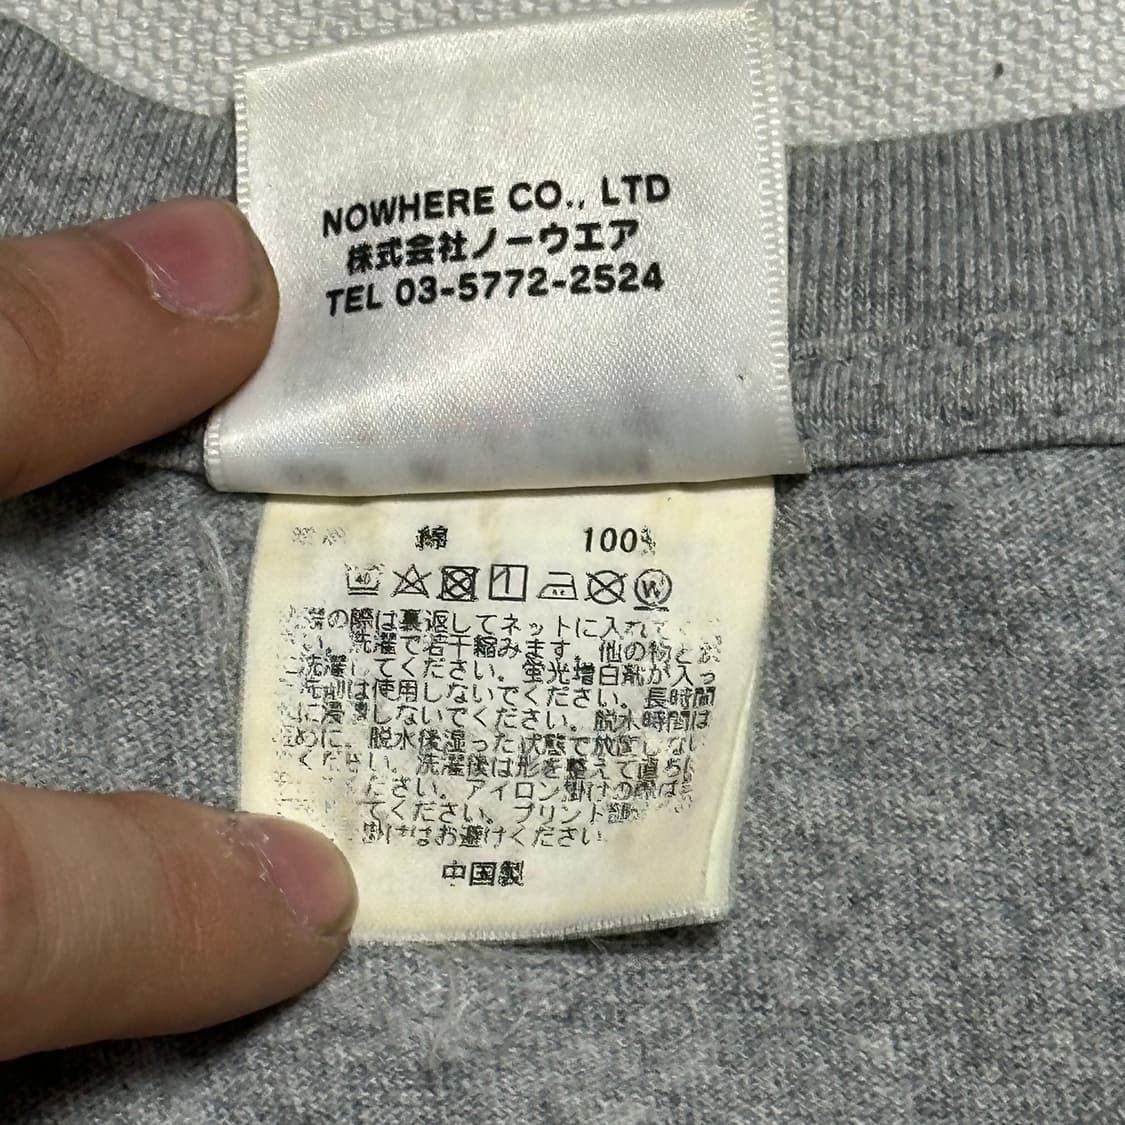 NOWHERE CO., LTD
株式会社ノーウエア
TEL 03-5772-2524
綿 100%
40
W
の際は裏返してネットに入れて
い。洗濯で若干縮みます。他の物と
洗濯してください。蛍光増白剤が入っ
洗剤は使用しないでください。長時間
に浸 しないでください。脱水時間は
短めに、脱水後湿った状態で放置しない
ください。洗濯後は形を整えて直ちに
ださい。アイロン掛けの際は
てください。プリント部
掛けはお避けください
中国製